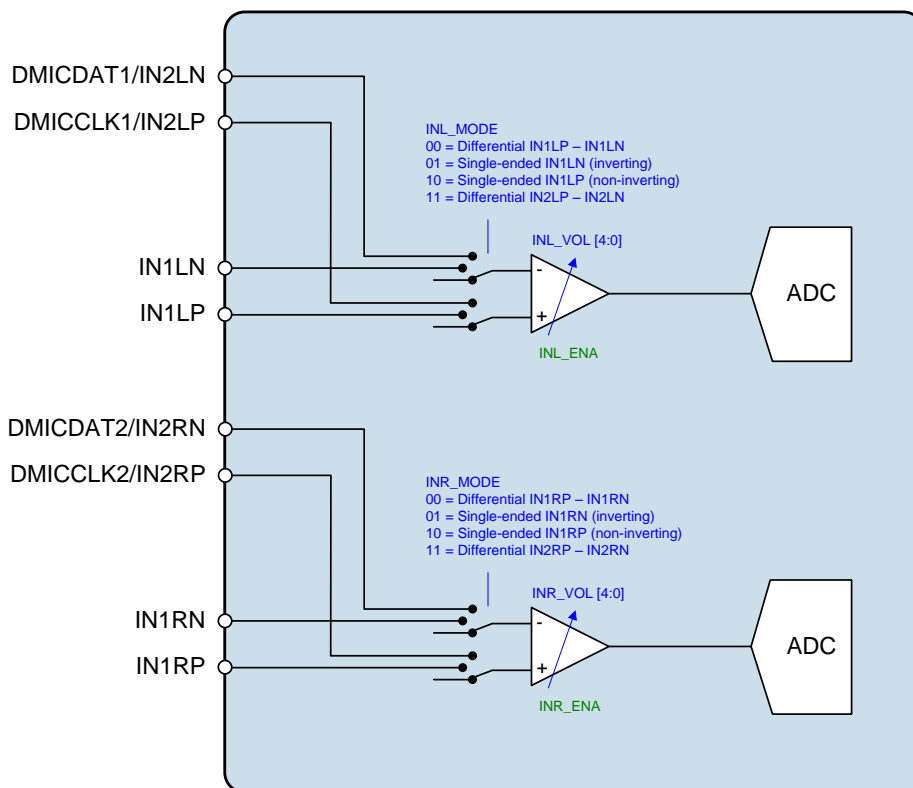 DMICDAT1/IN2LN
DMICCLK1/IN2LP
INL_MODE
00 = Differential IN1LP – IN1LN
01 = Single-ended IN1LN (inverting)
10 = Single-ended IN1LP (non-inverting)
11 = Differential IN2LP – IN2LN
INL_VOL [4:0]
IN1LN
-
ADC
IN1LP
+
INL_ENA
DMICDAT2/IN2RN
DMICCLK2/IN2RP
INR_MODE
00 = Differential IN1RP – IN1RN
01 = Single-ended IN1RN (inverting)
10 = Single-ended IN1RP (non-inverting)
11 = Differential IN2RP – IN2RN
INR_VOL [4:0]
IN1RN
-
ADC
IN1RP
+
INR_ENA